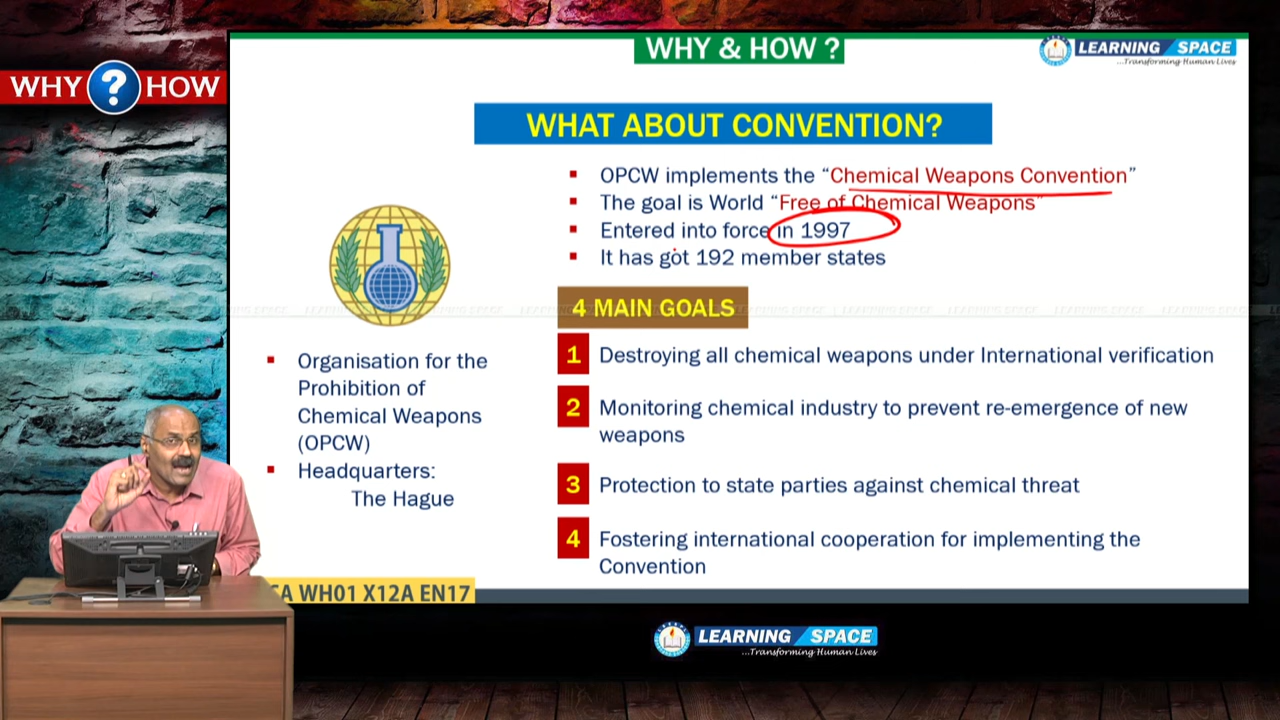 WHY ? HOW
WHY & HOW ?
LEARNING SPACE
...Transforming Human Lives
WHAT ABOUT CONVENTION?
▪ OPCW implements the “Chemical Weapons Convention”
▪ The goal is World “Free of Chemical Weapons”
▪ Entered into force in 1997
▪ It has got 192 member states
4 MAIN GOALS
1 Destroying all chemical weapons under International verification
2 Monitoring chemical industry to prevent re-emergence of new
weapons
3 Protection to state parties against chemical threat
4 Fostering international cooperation for implementing the
Convention
▪ Organisation for the
Prohibition of
Chemical Weapons
(OPCW)
▪ Headquarters:
The Hague
CA WH01 X12A EN17
LEARNING SPACE
...Transforming Human Lives